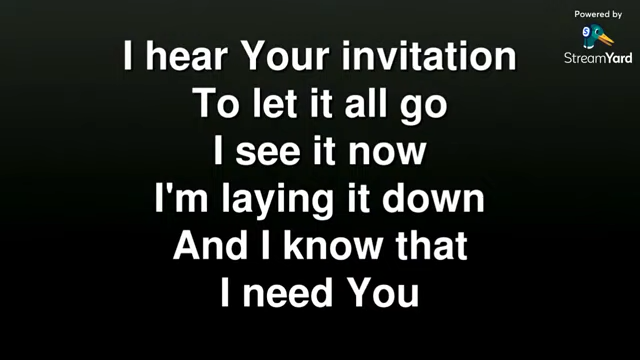 Powered by
StreamYard
I hear Your invitation
To let it all go
I see it now
I'm laying it down
And I know that
I need You